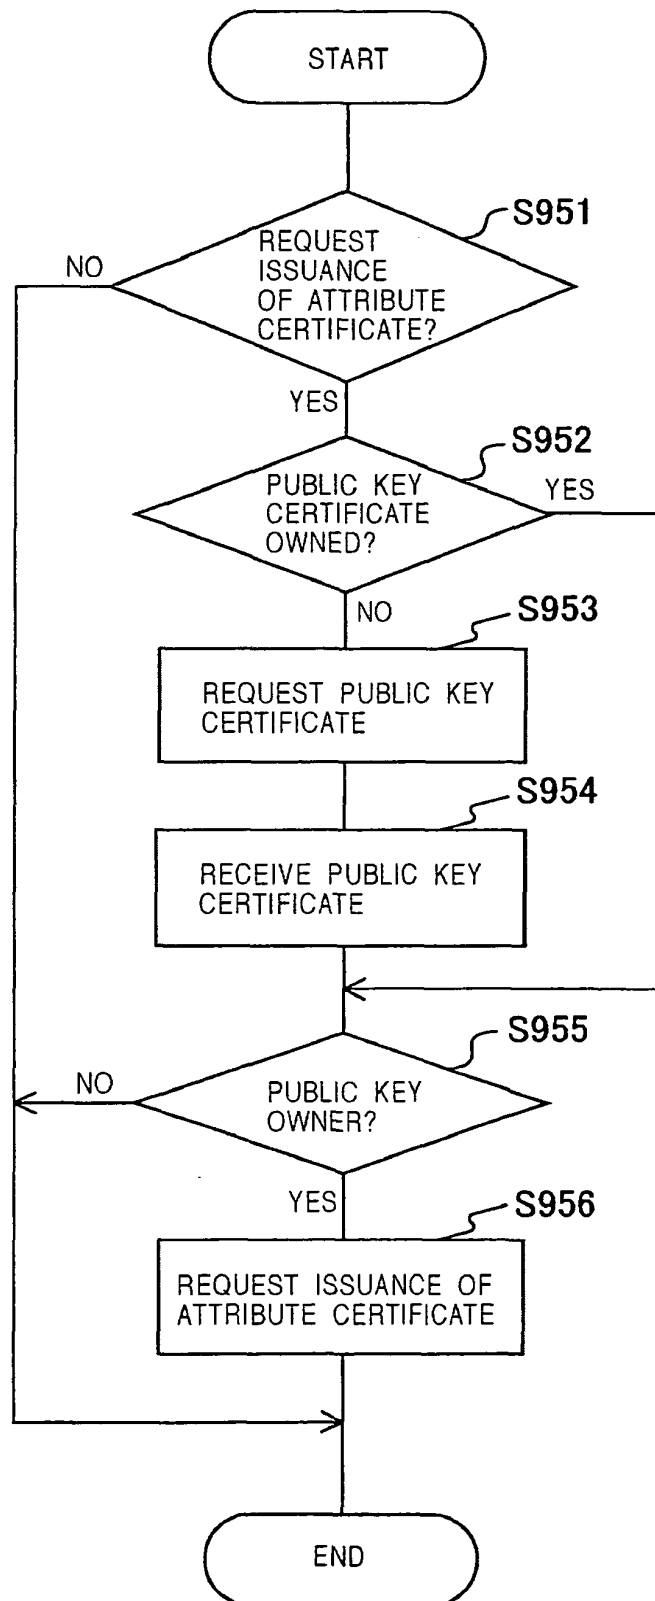 START
S951
REQUEST
ISSUANCE
OF ATTRIBUTE
CERTIFICATE?
NO
YES
S952
PUBLIC KEY
CERTIFICATE
OWNED?
YES
NO
S953
REQUEST PUBLIC KEY
CERTIFICATE
S954
RECEIVE PUBLIC KEY
CERTIFICATE
S955
PUBLIC KEY
OWNER?
NO
YES
S956
REQUEST ISSUANCE OF
ATTRIBUTE CERTIFICATE
END